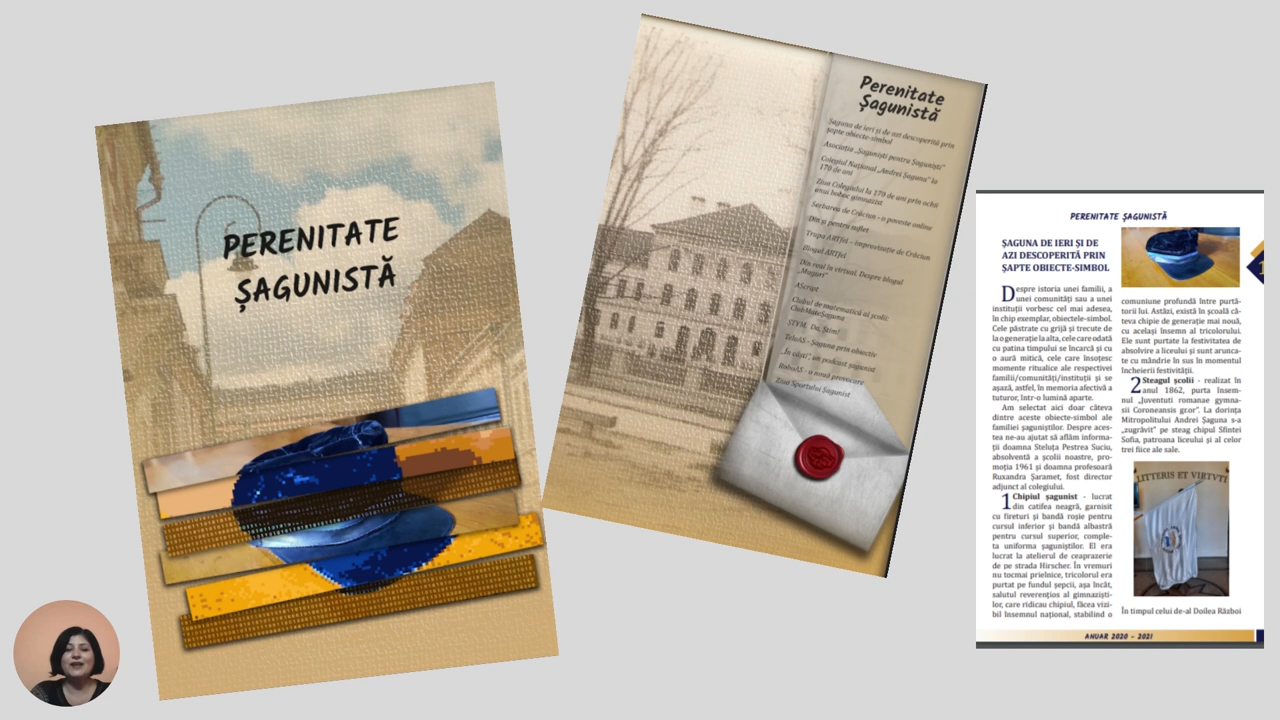 PERENITATE
ȘAGUNISTĂ
Perenitate
Șagunistă
Șaguna de ieri și de azi descoperită prin
șapte obiecte-simbol
Asociația „Șaguniști pentru Șaguniști"
Colegiul Național „Andrei Șaguna" la
170 de ani
Ziua Colegiului la 170 de ani prin ochii
unui boboc gimnazist
Serbarea de Crăciun - o poveste online
Din și pentru suflet
Trupa ARTfel - improvizație de Crăciun
Blogul ARTfel
Din real în virtual. Despre blogul
„Muguri"
AScript
Clubul de matematică al școlii:
ClubMateȘaguna
STYM. Da, Știm!
TeleAS - Șaguna prin obiectiv
„În căști", un podcast șagunist
RoboAS - o nouă provocare
Ziua Sportului Șagunist
PERENITATE ȘAGUNISTĂ
ȘAGUNA DE IERI ȘI DE
AZI DESCOPERITĂ PRIN
ȘAPTE OBIECTE-SIMBOL
Despre istoria unei familii, a
unei comunități sau a unei
instituții vorbesc cel mai adesea,
în chip exemplar, obiectele-simbol.
Cele păstrate cu grijă și trecute de
la o generație la alta, cele care odată
cu patina timpului se încarcă și cu
o aură mitică, cele care însoțesc
momente ritualice ale respectivei
familii/comunități/instituții și se
așază, astfel, în memoria afectivă a
tuturor, într-o lumină aparte.
Am selectat aici doar câteva
dintre aceste obiecte-simbol ale
familiei șaguniștilor. Despre aces-
tea ne-au ajutat să aflăm informa-
ții doamna Steluța Pestrea Suciu,
absolventă a școlii noastre, pro-
moția 1961 și doamna profesoară
Ruxandra Șaramet, fost director
adjunct al colegiului.
1 Chipiul șagunist - lucrat
din catifea neagră, garnisit
cu fireturi și bandă roșie pentru
cursul inferior și bandă albastră
pentru cursul superior, comple-
ta uniforma șaguniștilor. El era
lucrat la atelierul de ceaprazerie
de pe strada Hirscher. În vremuri
nu tocmai prielnice, tricolorul era
purtat pe fundul șepcii, așa încât,
salutul reverențios al gimnaziști-
lor, care ridicau chipiul, făcea vizi-
bil însemnul național, stabilind o
comuniune profundă între purtă-
torii lui. Astăzi, există în școală câ-
teva chipie de generație mai nouă,
cu același însemn al tricolorului.
Ele sunt purtate la festivitatea de
absolvire a liceului și sunt arunca-
te cu mândrie în sus în momentul
încheierii festivității.
2 Steagul școlii - realizat în
anul 1862, purta însem-
nul „Juventuti romanae gymna-
sii Coroneansis gr.or". La dorința
Mitropolitului Andrei Șaguna s-a
„zugrăvit" pe steag chipul Sfintei
Sofia, patroana liceului și al celor
trei fiice ale sale.
LITTERIS ET VIRTUTI
În timpul celui de-al Doilea Război
ANUAR 2020 - 2021